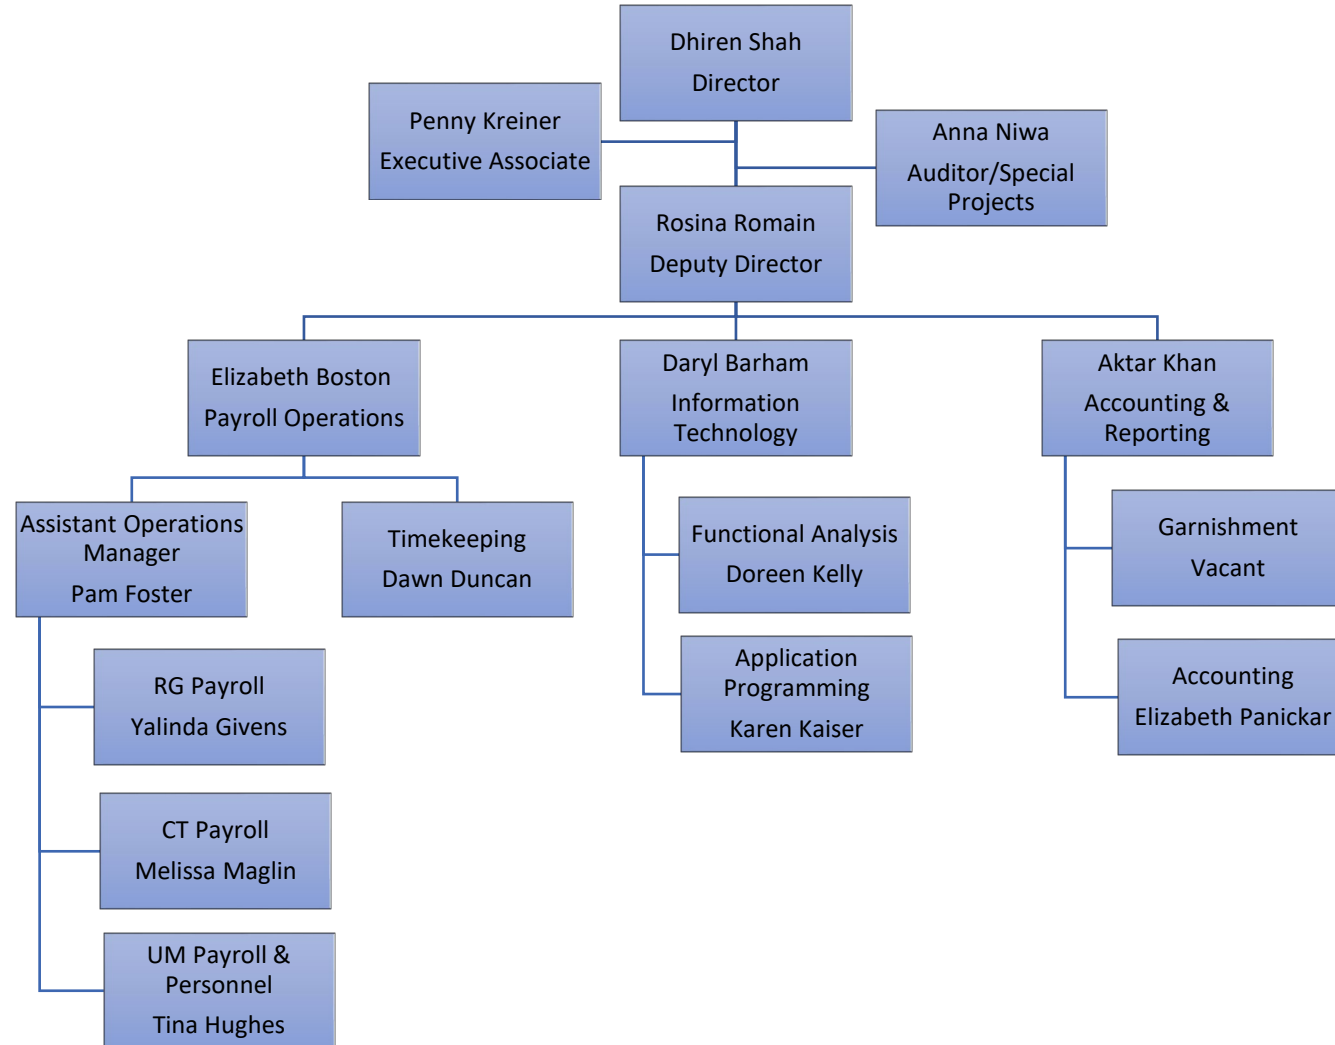 Dhiren Shah
Director
Penny Kreiner
Executive Associate
Anna Niwa
Auditor/Special
Projects
Rosina Romain
Deputy Director
Elizabeth Boston
Payroll Operations
Daryl Barham
Information
Technology
Aktar Khan
Accounting &
Reporting
Assistant Operations
Manager
Pam Foster
Timekeeping
Dawn Duncan
Functional Analysis
Doreen Kelly
Garnishment
Vacant
RG Payroll
Yalinda Givens
Application
Programming
Karen Kaiser
Accounting
Elizabeth Panickar
CT Payroll
Melissa Maglin
UM Payroll &
Personnel
Tina Hughes